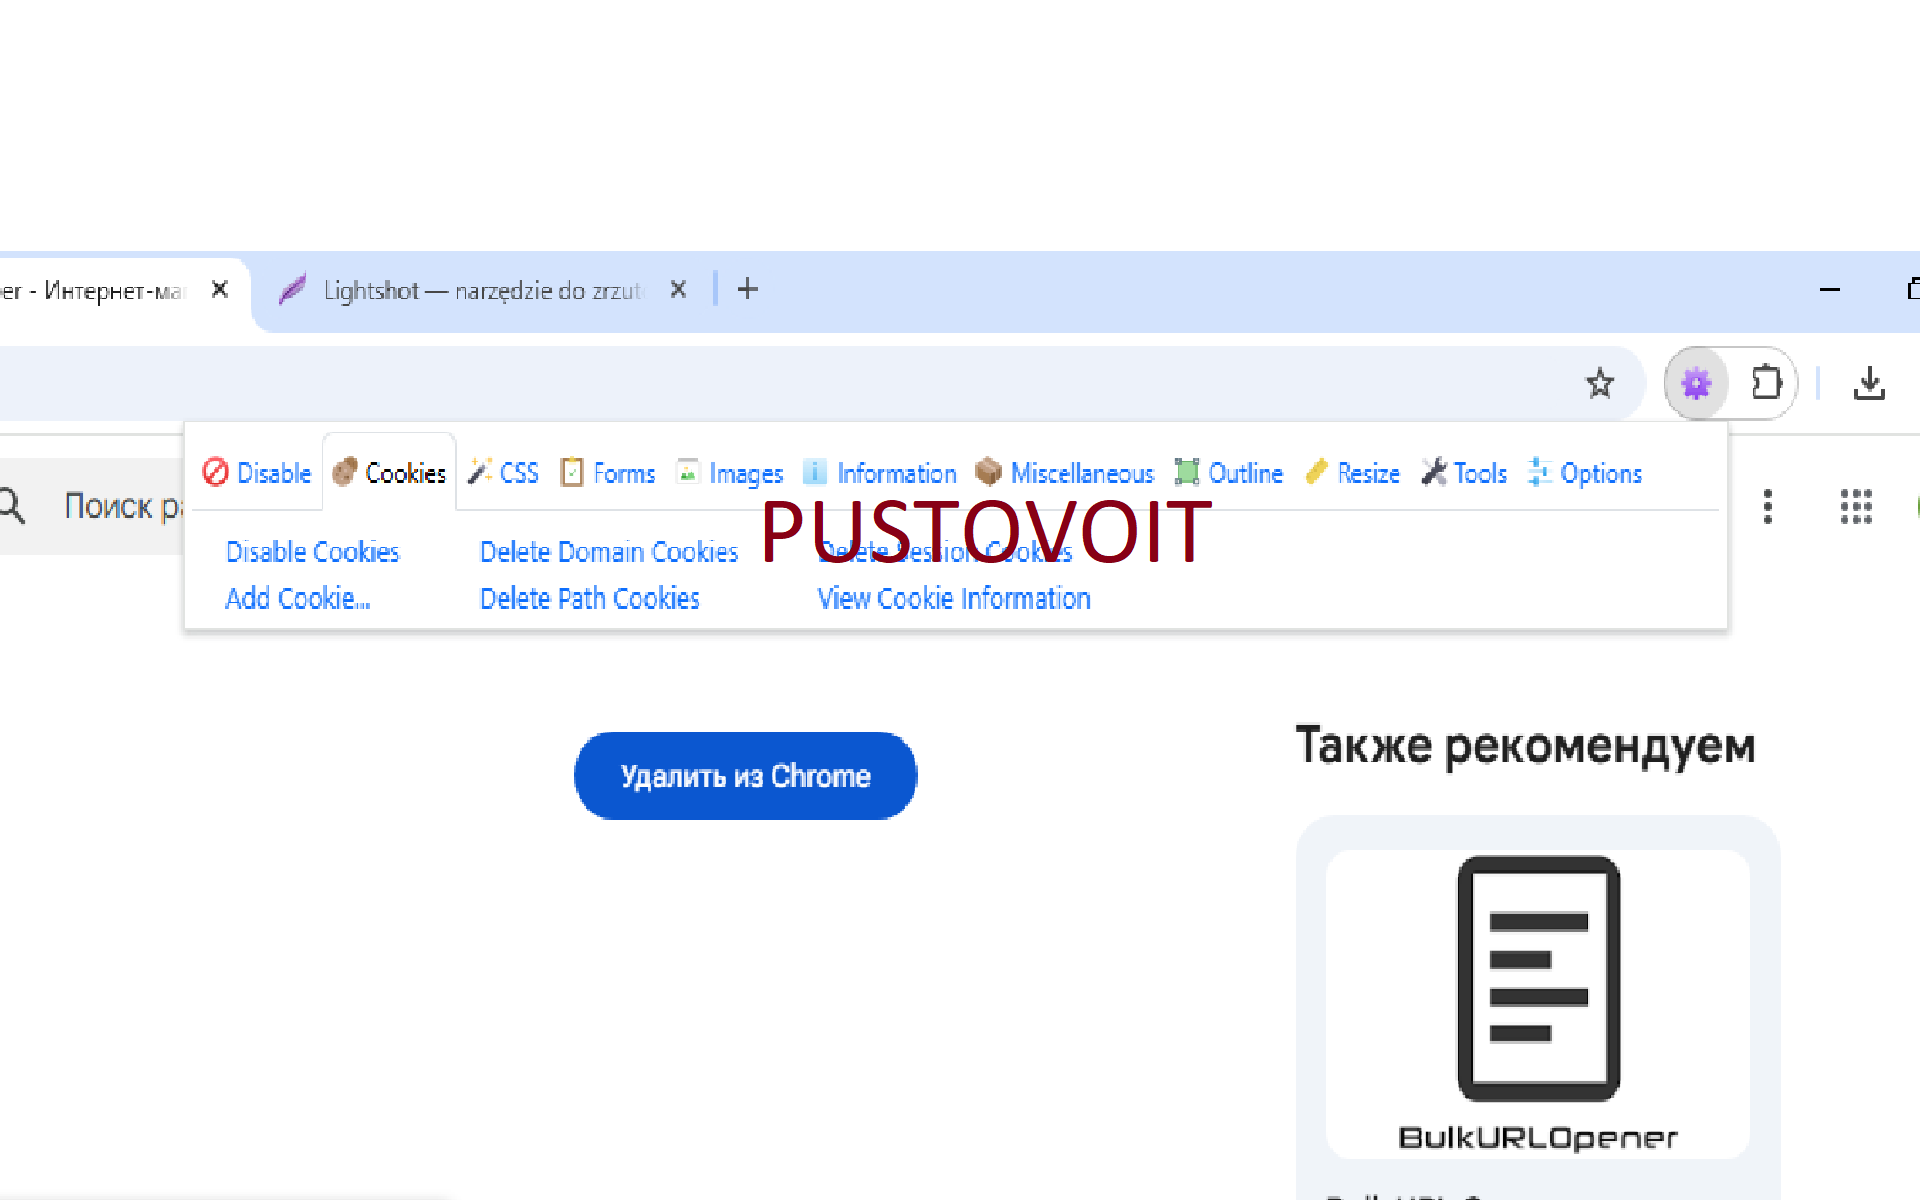 er - Интернет-ма
Lightshot — narzędzie do zrzut
Поиск ра
Disable Cookies CSS Forms Images Information Miscellaneous Outline Resize Tools Options
PUSTOVOIT
Disable Cookies Delete Domain Cookies Delete Session Cookies
Add Cookie... Delete Path Cookies View Cookie Information
Удалить из Chrome
Также рекомендуем
BulkURLOpener